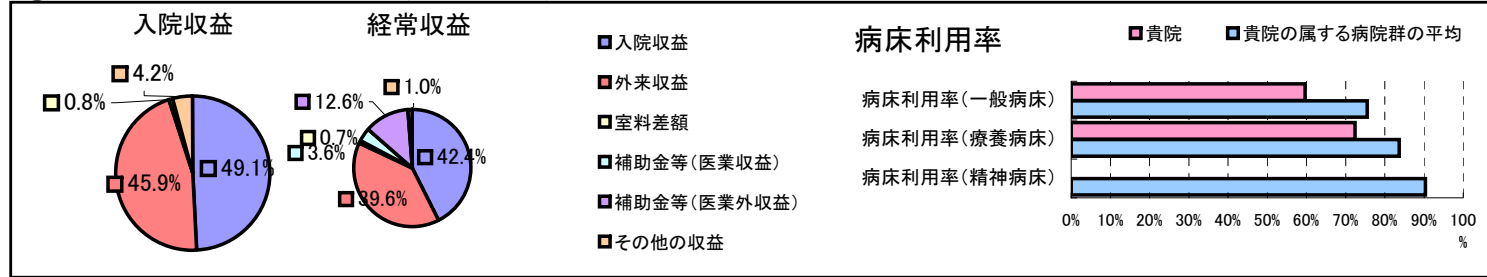 入院収益
4.2%
0.8%
45.9%
49.1%
経常収益
1.0%
12.6%
0.7%
3.6%
42.4%
39.6%
入院収益
外来収益
室料差額
補助金等(医業収益)
補助金等(医業外収益)
その他の収益
病床利用率
貴院
貴院の属する病院群の平均
病床利用率(一般病床)
病床利用率(療養病床)
病床利用率(精神病床)
0% 10% 20% 30% 40% 50% 60% 70% 80% 90% 100
%